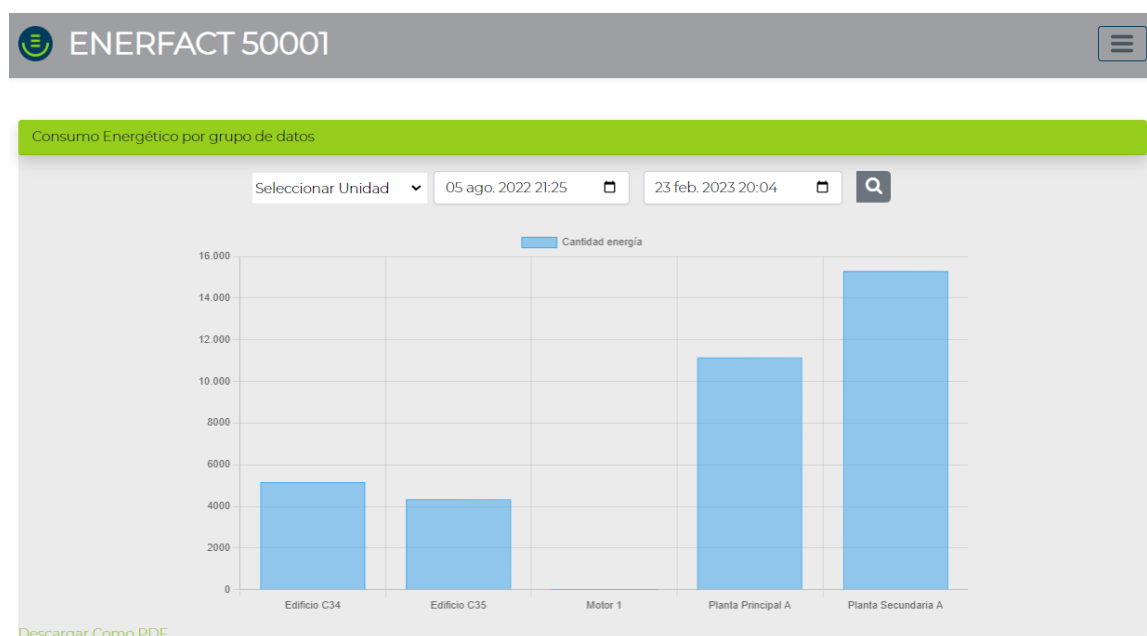 ENERFACT 50001
Consumo Energético por grupo de datos
Seleccionar Unidad 05 ago. 2022 21:25 23 feb. 2023 20:04
Cantidad energía
16.000
14.000
12.000
10.000
8000
6000
4000
2000
0
Edificio C34 Edificio C35 Motor 1 Planta Principal A Planta Secundaria A
Descargar Como PDF